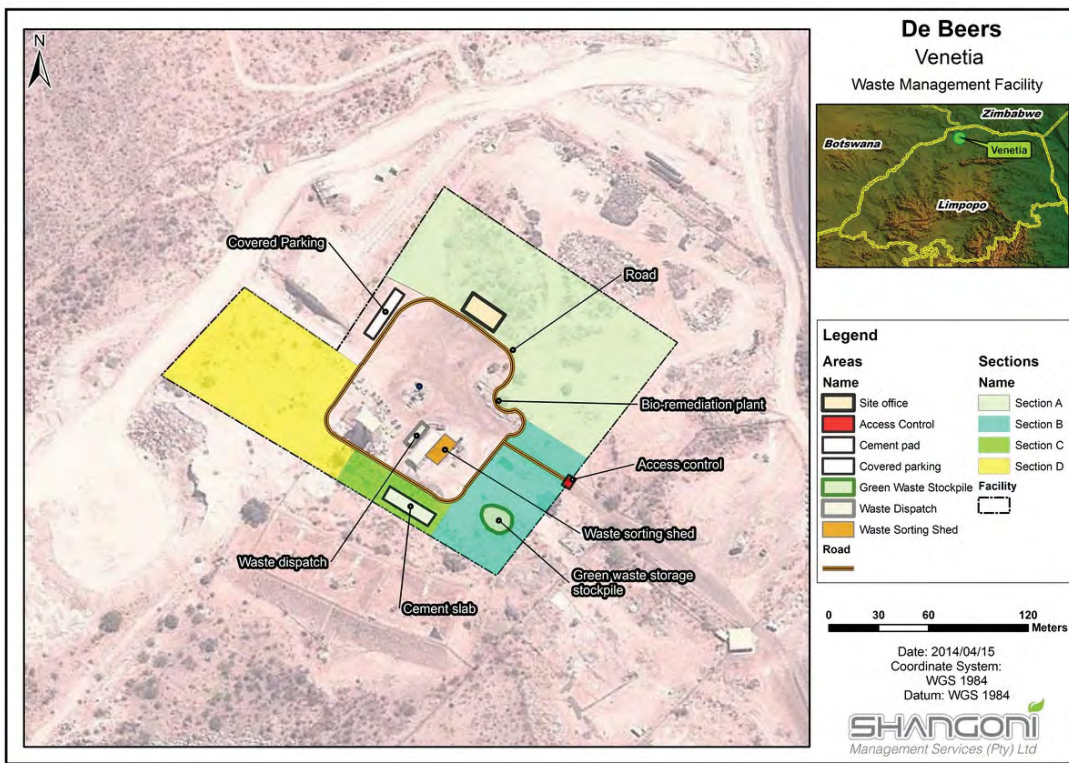 De Beers
Venetia
Waste Management Facility
N
Zimbabwe
Botswana
Venetia
Limpopo
Covered Parking
Road
Bio-remediation plant
Access control
Waste sorting shed
Waste dispatch
Green waste storage
stockpile
Cement slab
Legend
Areas
Name
Site office
Access Control
Cement pad
Covered parking
Green Waste Stockpile
Waste Dispatch
Waste Sorting Shed
Road
Sections
Name
Section A
Section B
Section C
Section D
Facility
0 30 60 120
Meters
Date: 2014/04/15
Coordinate System:
WGS 1984
Datum: WGS 1984
SHANGONI
Management Services (Pty) Ltd